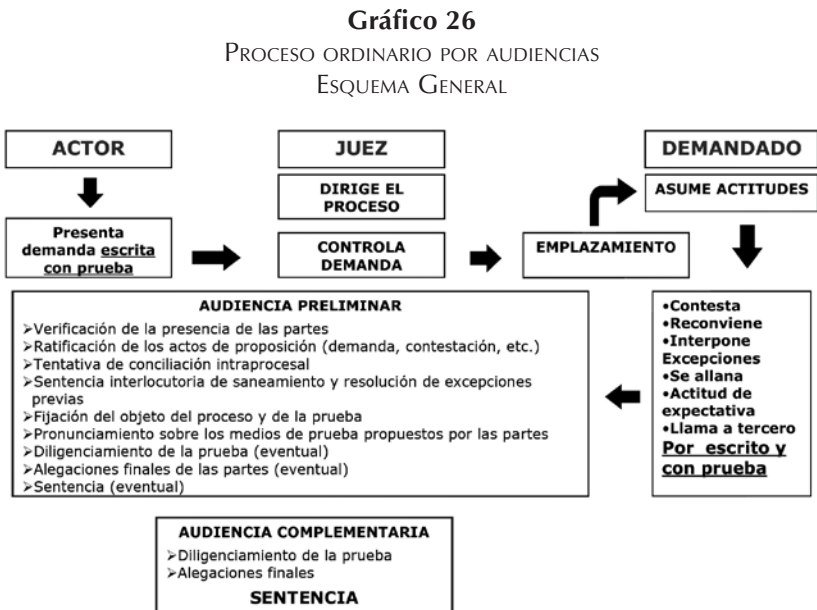 Gráfico 26
Proceso ordinario por audiencias
Esquema General
ACTOR
JUEZ
DEMANDADO
DIRIGE EL
PROCESO
ASUME ACTITUDES
Presenta
demanda escrita
con prueba
CONTROLA
DEMANDA
EMPLAZAMIENTO
AUDIENCIA PRELIMINAR
➢Verificación de la presencia de las partes
➢Ratificación de los actos de proposición (demanda, contestación, etc.)
➢Tentativa de conciliación intraprocesal
➢Sentencia interlocutoria de saneamiento y resolución de excepciones
previas
➢Fijación del objeto del proceso y de la prueba
➢Pronunciamiento sobre los medios de prueba propuestos por las partes
➢Diligenciamiento de la prueba (eventual)
➢Alegaciones finales de las partes (eventual)
➢Sentencia (eventual)
•Contesta
•Reconviene
•Interpone
Excepciones
•Se allana
•Actitud de
expectativa
•Llama a tercero
Por escrito y
con prueba
AUDIENCIA COMPLEMENTARIA
➢Diligenciamiento de la prueba
➢Alegaciones finales
SENTENCIA